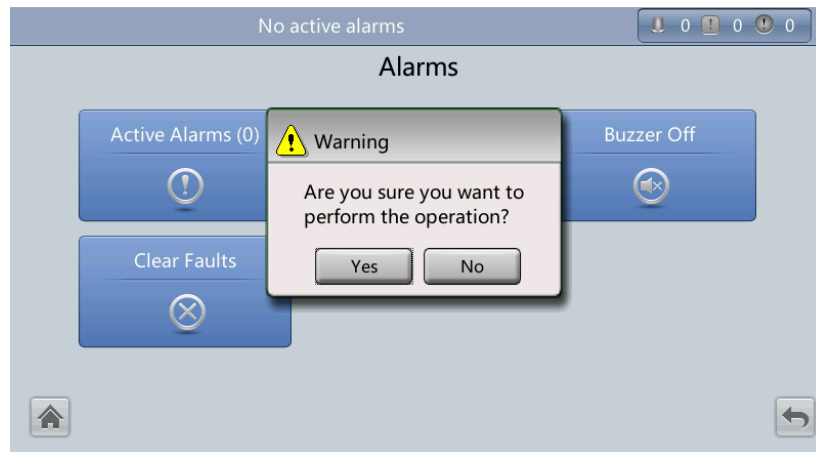 No active alarms
0 0 0
Alarms
Active Alarms (0)
Warning
Buzzer Off
Are you sure you want to
perform the operation?
Clear Faults
Yes
No